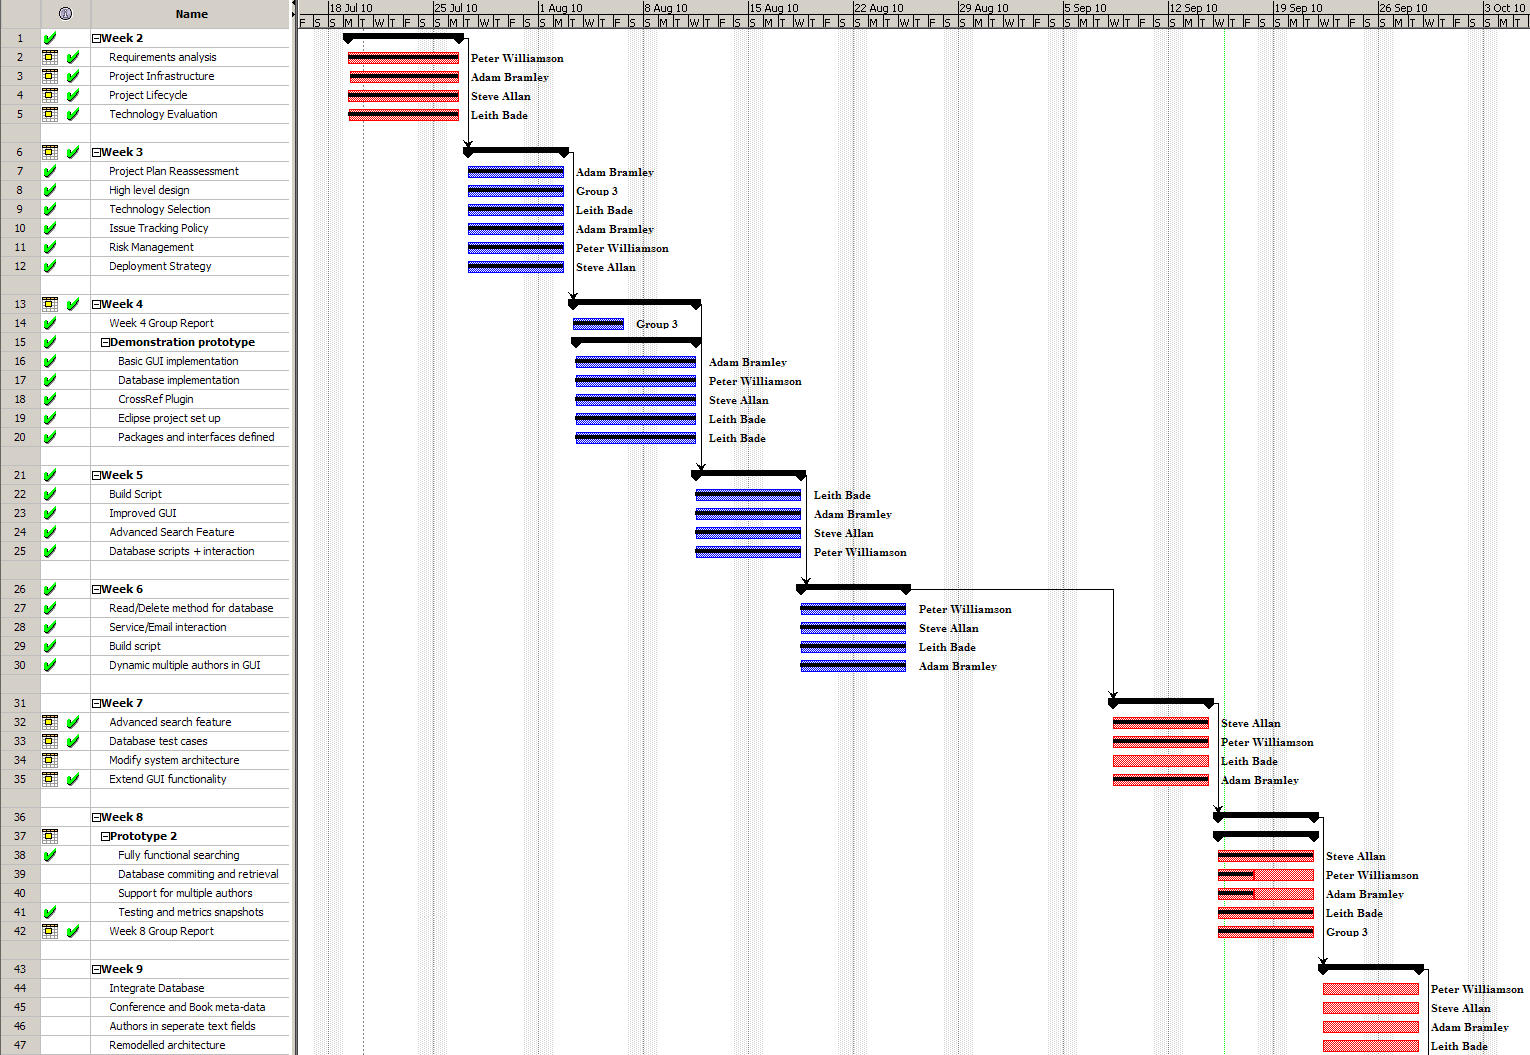 Name
18 Jul 10 25 Jul 10 1 Aug 10 8 Aug 10 15 Aug 10 22 Aug 10 29 Aug 10 5 Sep 10 12 Sep 10 19 Sep 10 26 Sep 10 3 Oct 10
F S S M T W T F S S M T W T F S S M T W T F S S M T W T F S S M T W T F S S M T W T F S S M T W T F S S M T W T F S S M T W T F S S M T W T F S S M T W T F S S M T
1 Week 2
2 Requirements analysis Peter Williamson
3 Project Infrastructure Adam Bramley
4 Project Lifecycle Steve Allan
5 Technology Evaluation Leith Bade
6 Week 3
7 Project Plan Reassessment Adam Bramley
8 High level design Group 3
9 Technology Selection Leith Bade
10 Issue Tracking Policy Adam Bramley
11 Risk Management Peter Williamson
12 Deployment Strategy Steve Allan
13 Week 4
14 Week 4 Group Report Group 3
15 Demonstration prototype
16 Basic GUI implementation Adam Bramley
17 Database implementation Peter Williamson
18 CrossRef Plugin Steve Allan
19 Eclipse project set up Leith Bade
20 Packages and interfaces defined Leith Bade
21 Week 5
22 Build Script Leith Bade
23 Improved GUI Adam Bramley
24 Advanced Search Feature Steve Allan
25 Database scripts + interaction Peter Williamson
26 Week 6
27 Read/Delete method for database Peter Williamson
28 Service/Email interaction Steve Allan
29 Build script Leith Bade
30 Dynamic multiple authors in GUI Adam Bramley
31 Week 7
32 Advanced search feature Steve Allan
33 Database test cases Peter Williamson
34 Modify system architecture Leith Bade
35 Extend GUI functionality Adam Bramley
36 Week 8
37 Prototype 2
38 Fully functional searching Steve Allan
39 Database commiting and retrieval Peter Williamson
40 Support for multiple authors Adam Bramley
41 Testing and metrics snapshots Leith Bade
42 Week 8 Group Report Group 3
43 Week 9
44 Integrate Database Peter Williamson
45 Conference and Book meta-data Steve Allan
46 Authors in seperate text fields Adam Bramley
47 Remodelled architecture Leith Bade